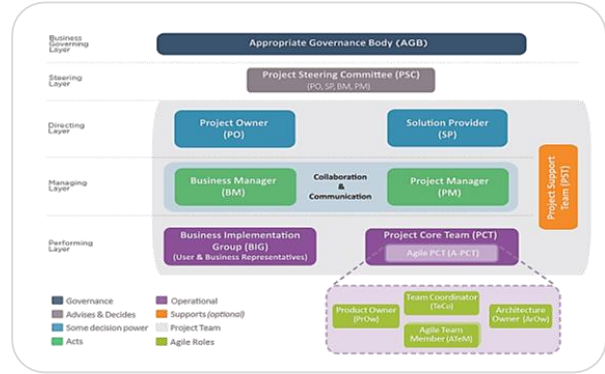 Business
Governing
Layer
Appropriate Governance Body (AGB)
Steering
Layer
Project Steering Committee (PSC)
(PO, SP, BM, PM)
Directing
Layer
Project Owner
(PO)
Solution Provider
(SP)
Managing
Layer
Business Manager
(BM)
Collaboration
&
Communication
Project Manager
(PM)
Project Support
Team (PST)
Performing
Layer
Business Implementation
Group (BIG)
(User & Business Representatives)
Project Core Team (PCT)
Agile PCT (A-PCT)
Governance
Advises & Decides
Some decision power
Acts
Operational
Supports (optional)
Project Team
Agile Roles
Product Owner
(PrOw)
Team Coordinator
(TeCo)
Architecture
Owner (ArOw)
Agile Team
Member (ATeM)